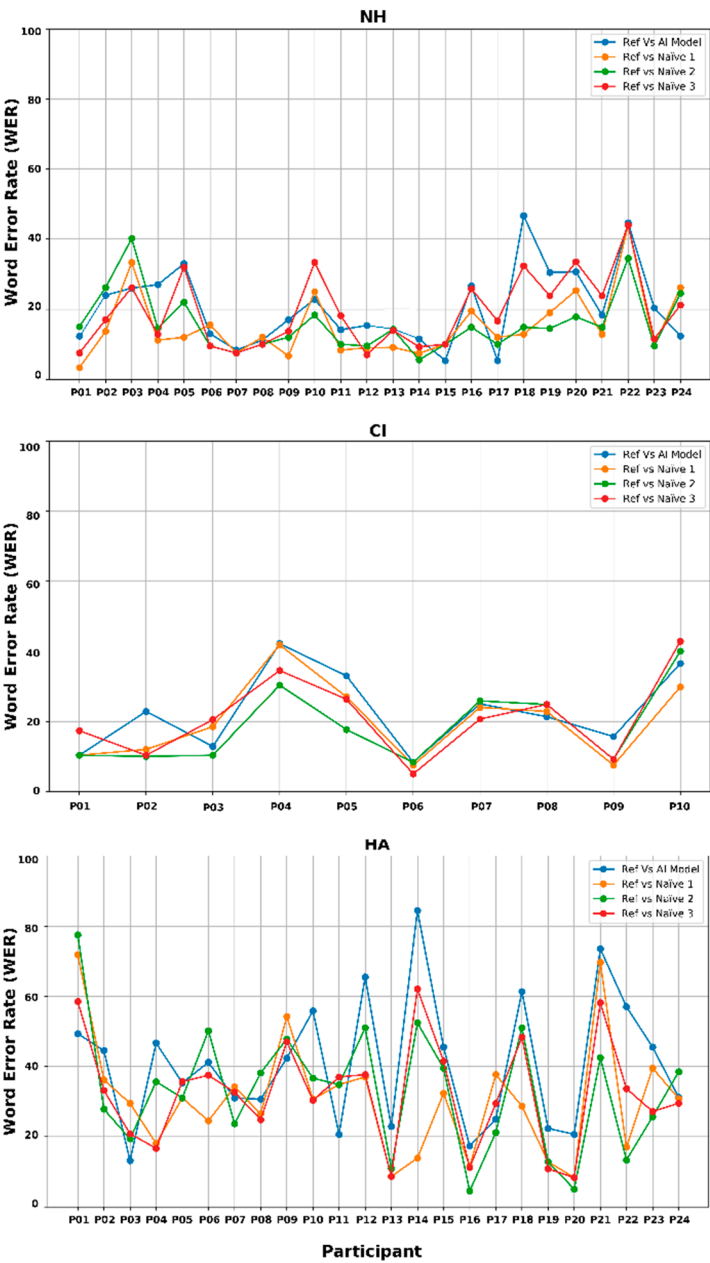 NH
Word Error Rate (WER)
100
80
60
40
20
0
Ref Vs AI Model
Ref vs Naïve 1
Ref vs Naïve 2
Ref vs Naïve 3
P01 P02 P03 P04 P05 P06 P07 P08 P09 P10 P11 P12 P13 P14 P15 P16 P17 P18 P19 P20 P21 P22 P23 P24
CI
Word Error Rate (WER)
100
80
60
40
20
0
Ref Vs AI Model
Ref vs Naïve 1
Ref vs Naïve 2
Ref vs Naïve 3
P01 P02 P03 P04 P05 P06 P07 P08 P09 P10
HA
Word Error Rate (WER)
100
80
60
40
20
0
Ref Vs AI Model
Ref vs Naïve 1
Ref vs Naïve 2
Ref vs Naïve 3
P01 P02 P03 P04 P05 P06 P07 P08 P09 P10 P11 P12 P13 P14 P15 P16 P17 P18 P19 P20 P21 P22 P23 P24
Participant